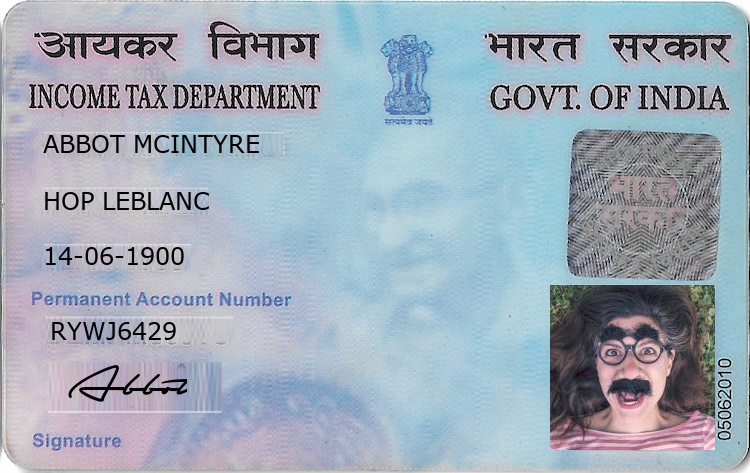 आयकर विभाग
भारत सरकार
INCOME TAX DEPARTMENT
GOVT. OF INDIA
सत्यमेव जयते
ABBOT MCINTYRE
भारत
सरकार
HOP LEBLANC
14-06-1900
Permanent Account Number
RYWJ6429
Abbot
Signature
05062010